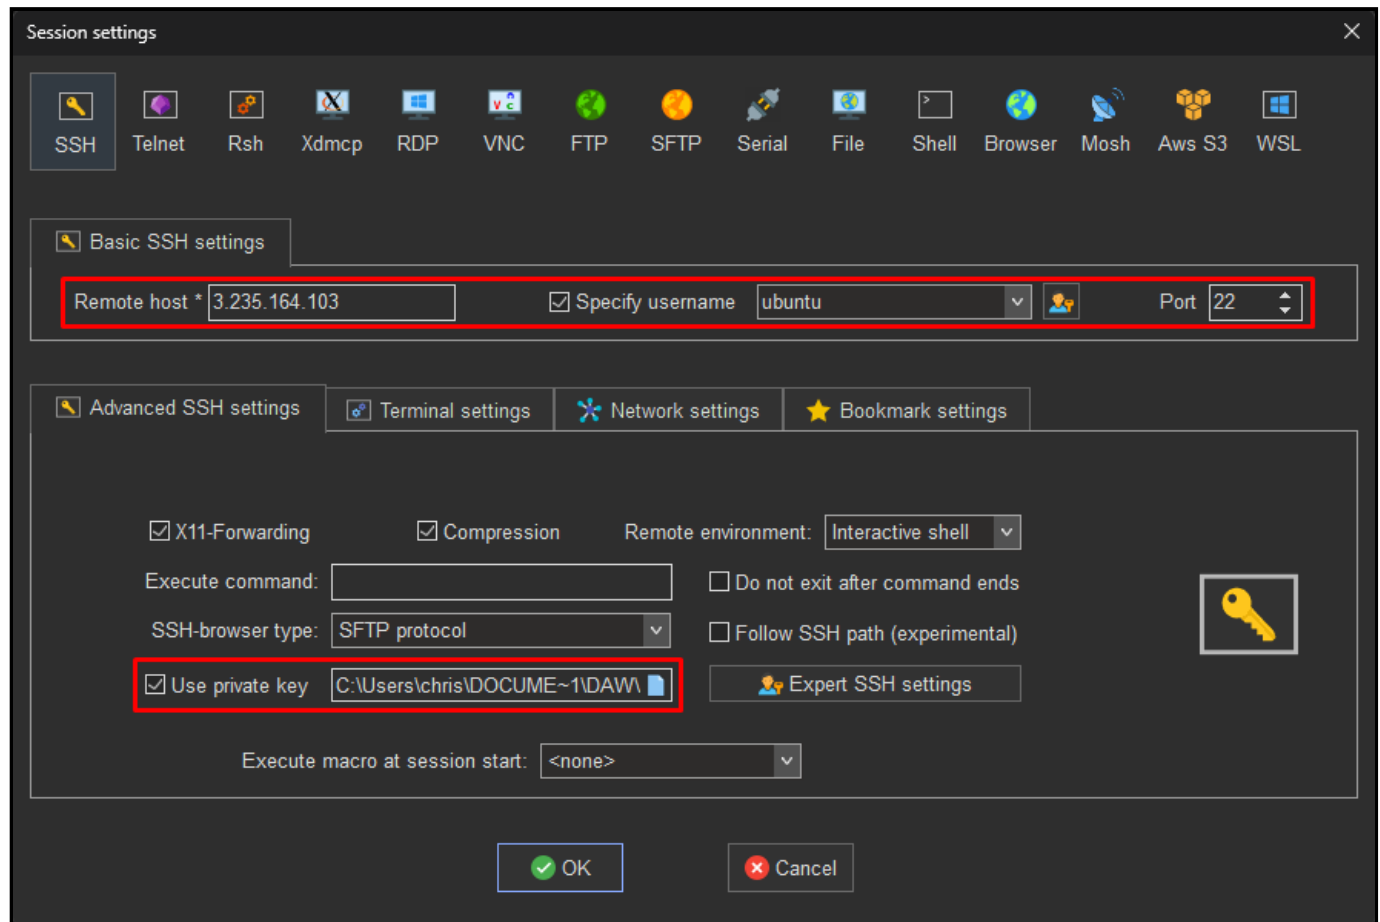 Session settings
SSH Telnet Rsh Xdmcp RDP VNC FTP SFTP Serial File Shell Browser Mosh Aws S3 WSL
Basic SSH settings
Remote host * 3.235.164.103 Specify username ubuntu Port 22
Advanced SSH settings Terminal settings Network settings Bookmark settings
X11-Forwarding Compression Remote environment: Interactive shell
Execute command: Do not exit after command ends
SSH-browser type: SFTP protocol Follow SSH path (experimental)
Use private key C:\Users\chris\DOCUME~1\DAW\ Expert SSH settings
Execute macro at session start: <none>
OK Cancel